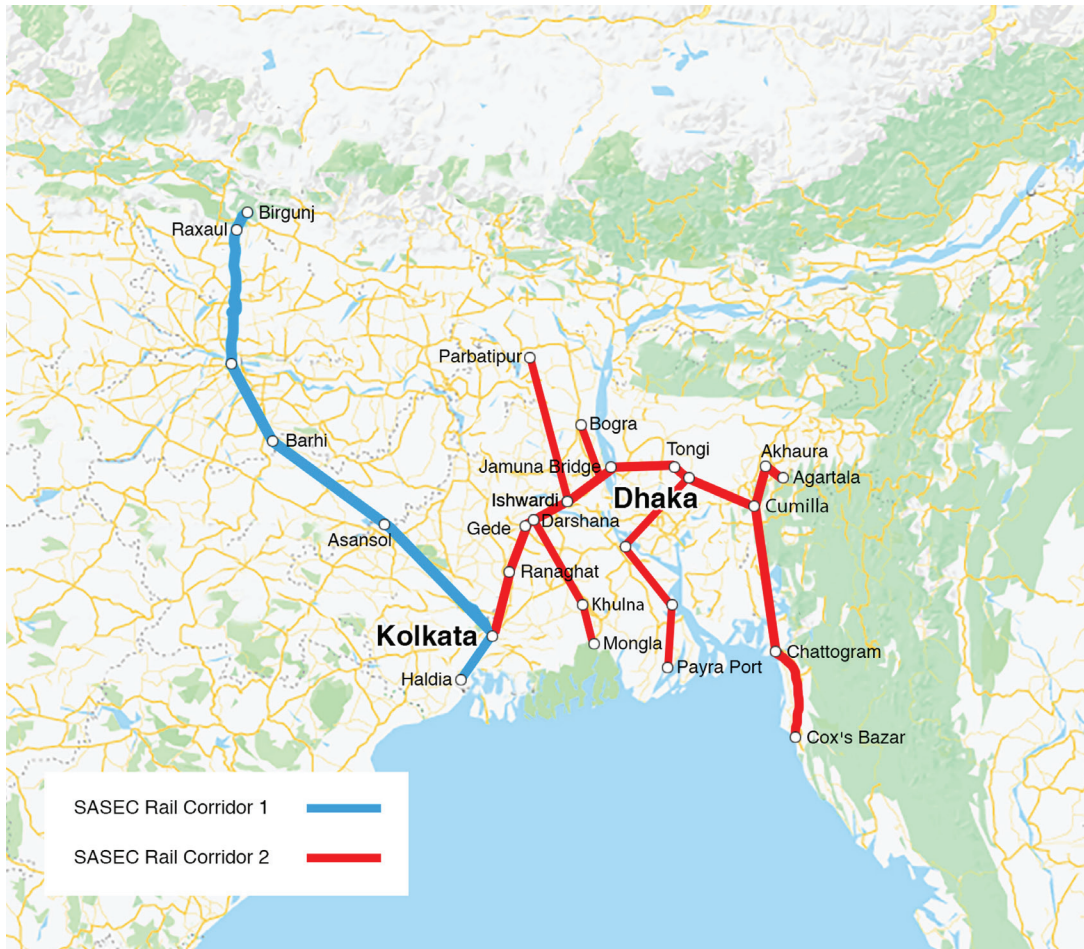 Birgunj
Raxaul
Parbatipur
Bogra
Barhi
Tongi
Akhaura
Jamuna Bridge
Agartala
Dhaka
Ishwardi
Cumilla
Darshana
Gede
Asansol
Ranaghat
Khulna
Kolkata
Mongla
Chattogram
Payra Port
Haldia
Cox's Bazar
SASEC Rail Corridor 1
SASEC Rail Corridor 2